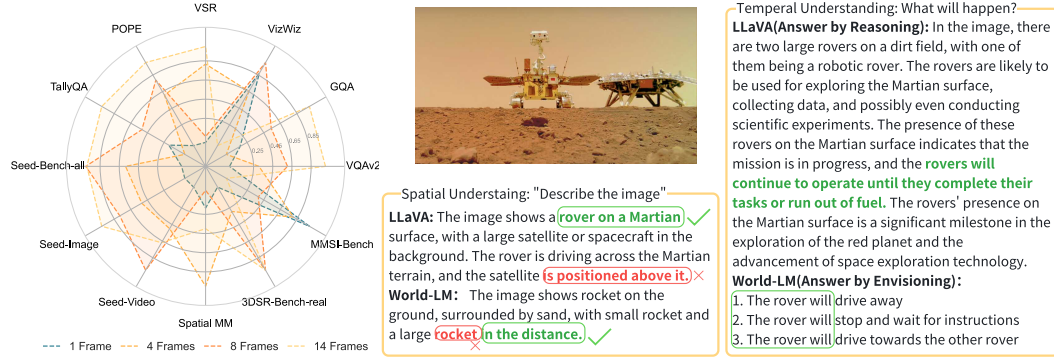 VSR
POPE
VizWiz
TallyQA
GQA
0.25
0.45
0.65
0.85
Seed-Bench-all
VQAv2
Seed-Image
MMSI-Bench
Seed-Video
3DSR-Bench-real
Spatial MM
1 Frame
4 Frames
8 Frames
14 Frames
Spatial Understaing: "Describe the image"
LLaVA: The image shows a rover on a Martian
surface, with a large satellite or spacecraft in the
background. The rover is driving across the Martian
terrain, and the satellite is positioned above it.
World-LM: The image shows rocket on the
ground, surrounded by sand, with small rocket and
a large rocket in the distance.
Temperal Understanding: What will happen?
LLaVA(Answer by Reasoning): In the image, there
are two large rovers on a dirt field, with one of
them being a robotic rover. The rovers are likely to
be used for exploring the Martian surface,
collecting data, and possibly even conducting
scientific experiments. The presence of these
rovers on the Martian surface indicates that the
mission is in progress, and the rovers will
continue to operate until they complete their
tasks or run out of fuel. The rovers' presence on
the Martian surface is a significant milestone in the
exploration of the red planet and the
advancement of space exploration technology.
World-LM(Answer by Envisioning):
1. The rover will drive away
2. The rover will stop and wait for instructions
3. The rover will drive towards the other rover